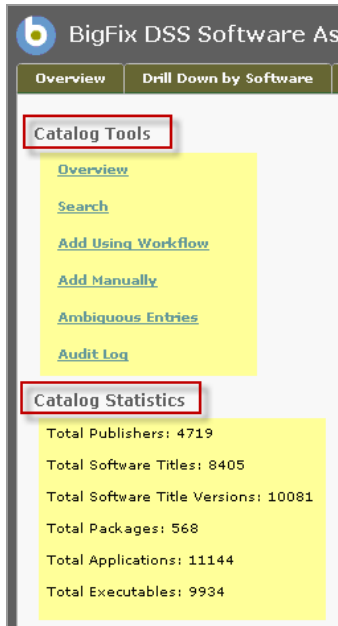 BigFix DSS Software As
Overview Drill Down by Software
Catalog Tools
Overview
Search
Add Using Workflow
Add Manually
Ambiguous Entries
Audit Log
Catalog Statistics
Total Publishers: 4719
Total Software Titles: 8405
Total Software Title Versions: 10081
Total Packages: 568
Total Applications: 11144
Total Executables: 9934